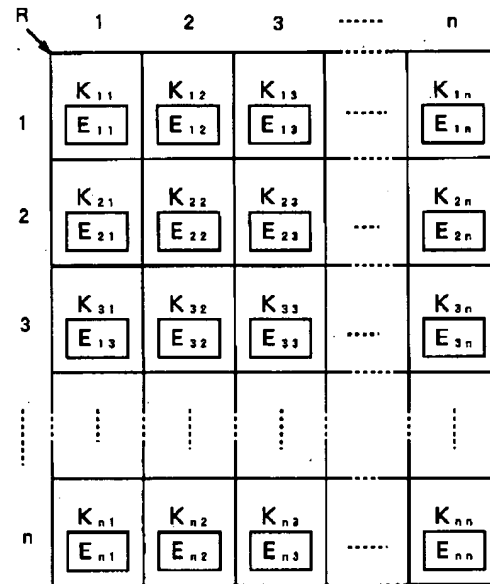 R
1 2 3 ...... n
K₁₁ K₁₂ K₁₃ K₁ₙ
1 ......
E₁₁ E₁₂ E₁₃ E₁ₙ
K₂₁ K₂₂ K₂₃ K₂ₙ
2 ....
E₂₁ E₂₂ E₂₃ E₂ₙ
K₃₁ K₃₂ K₃₃ K₃ₙ
3 .....
E₁₃ E₃₂ E₃₃ E₃ₙ
Kₙ₁ Kₙ₂ Kₙ₃ Kₙₙ
n ......
Eₙ₁ Eₙ₂ Eₙ₃ Eₙₙ